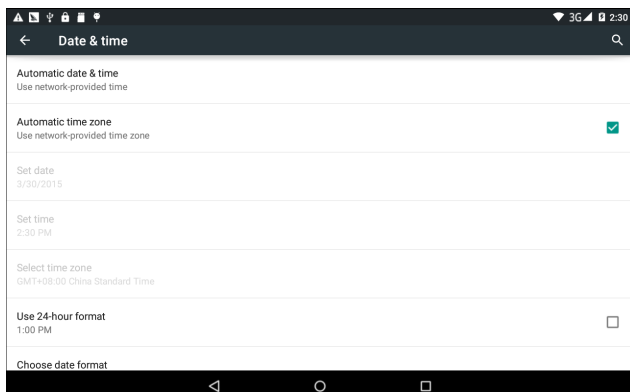 3G 2:30
Date & time
Automatic date & time
Use network-provided time
Automatic time zone
Use network-provided time zone
Set date
3/30/2015
Set time
2:30 PM
Select time zone
GMT+08:00 China Standard Time
Use 24-hour format
1:00 PM
Choose date format